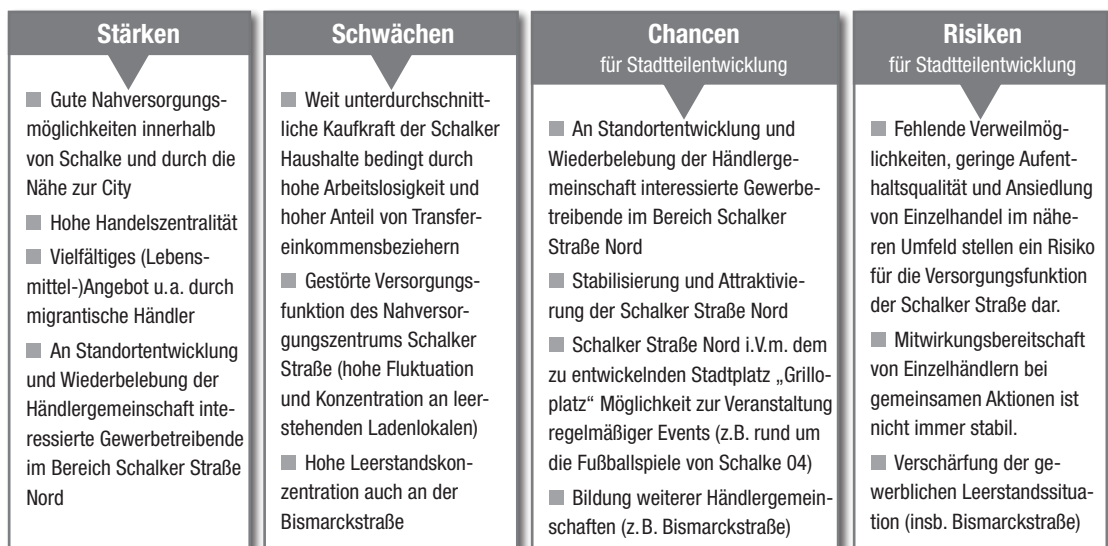 Stärken
■ Gute Nahversorgungs-
möglichkeiten innerhalb
von Schalke und durch die
Nähe zur City
■ Hohe Handelszentralität
■ Vielfältiges (Lebens-
mittel-)Angebot u.a. durch
migrantische Händler
■ An Standortentwicklung
und Wiederbelebung der
Händlergemeinschaft inte-
ressierte Gewerbetreibende
im Bereich Schalker Straße
Nord
Schwächen
■ Weit unterdurchschnitt-
liche Kaufkraft der Schalker
Haushalte bedingt durch
hohe Arbeitslosigkeit und
hoher Anteil von Transfer-
einkommensbeziehern
■ Gestörte Versorgungs-
funktion des Nahversor-
gungszentrums Schalker
Straße (hohe Fluktuation
und Konzentration an leer-
stehenden Ladenlokalen)
■ Hohe Leerstandskon-
zentration auch an der
Bismarckstraße
Chancen
für Stadtteilentwicklung
■ An Standortentwicklung und
Wiederbelebung der Händlerge-
meinschaft interessierte Gewerbe-
treibende im Bereich Schalker
Straße Nord
■ Stabilisierung und Attraktivie-
rung der Schalker Straße Nord
■ Schalker Straße Nord i.V.m. dem
zu entwickelnden Stadtplatz „Grillo-
platz“ Möglichkeit zur Veranstaltung
regelmäßiger Events (z.B. rund um
die Fußballspiele von Schalke 04)
■ Bildung weiterer Händlergemein-
schaften (z.B. Bismarckstraße)
Risiken
für Stadtteilentwicklung
■ Fehlende Verweilmög-
lichkeiten, geringe Aufent-
haltsqualität und Ansiedlung
von Einzelhandel im nähe-
ren Umfeld stellen ein Risiko
für die Versorgungsfunktion
der Schalker Straße dar.
■ Mitwirkungsbereitschaft
von Einzelhändlern bei
gemeinsamen Aktionen ist
nicht immer stabil.
■ Verschärfung der ge-
werblichen Leerstandssitua-
tion (insb. Bismarckstraße)